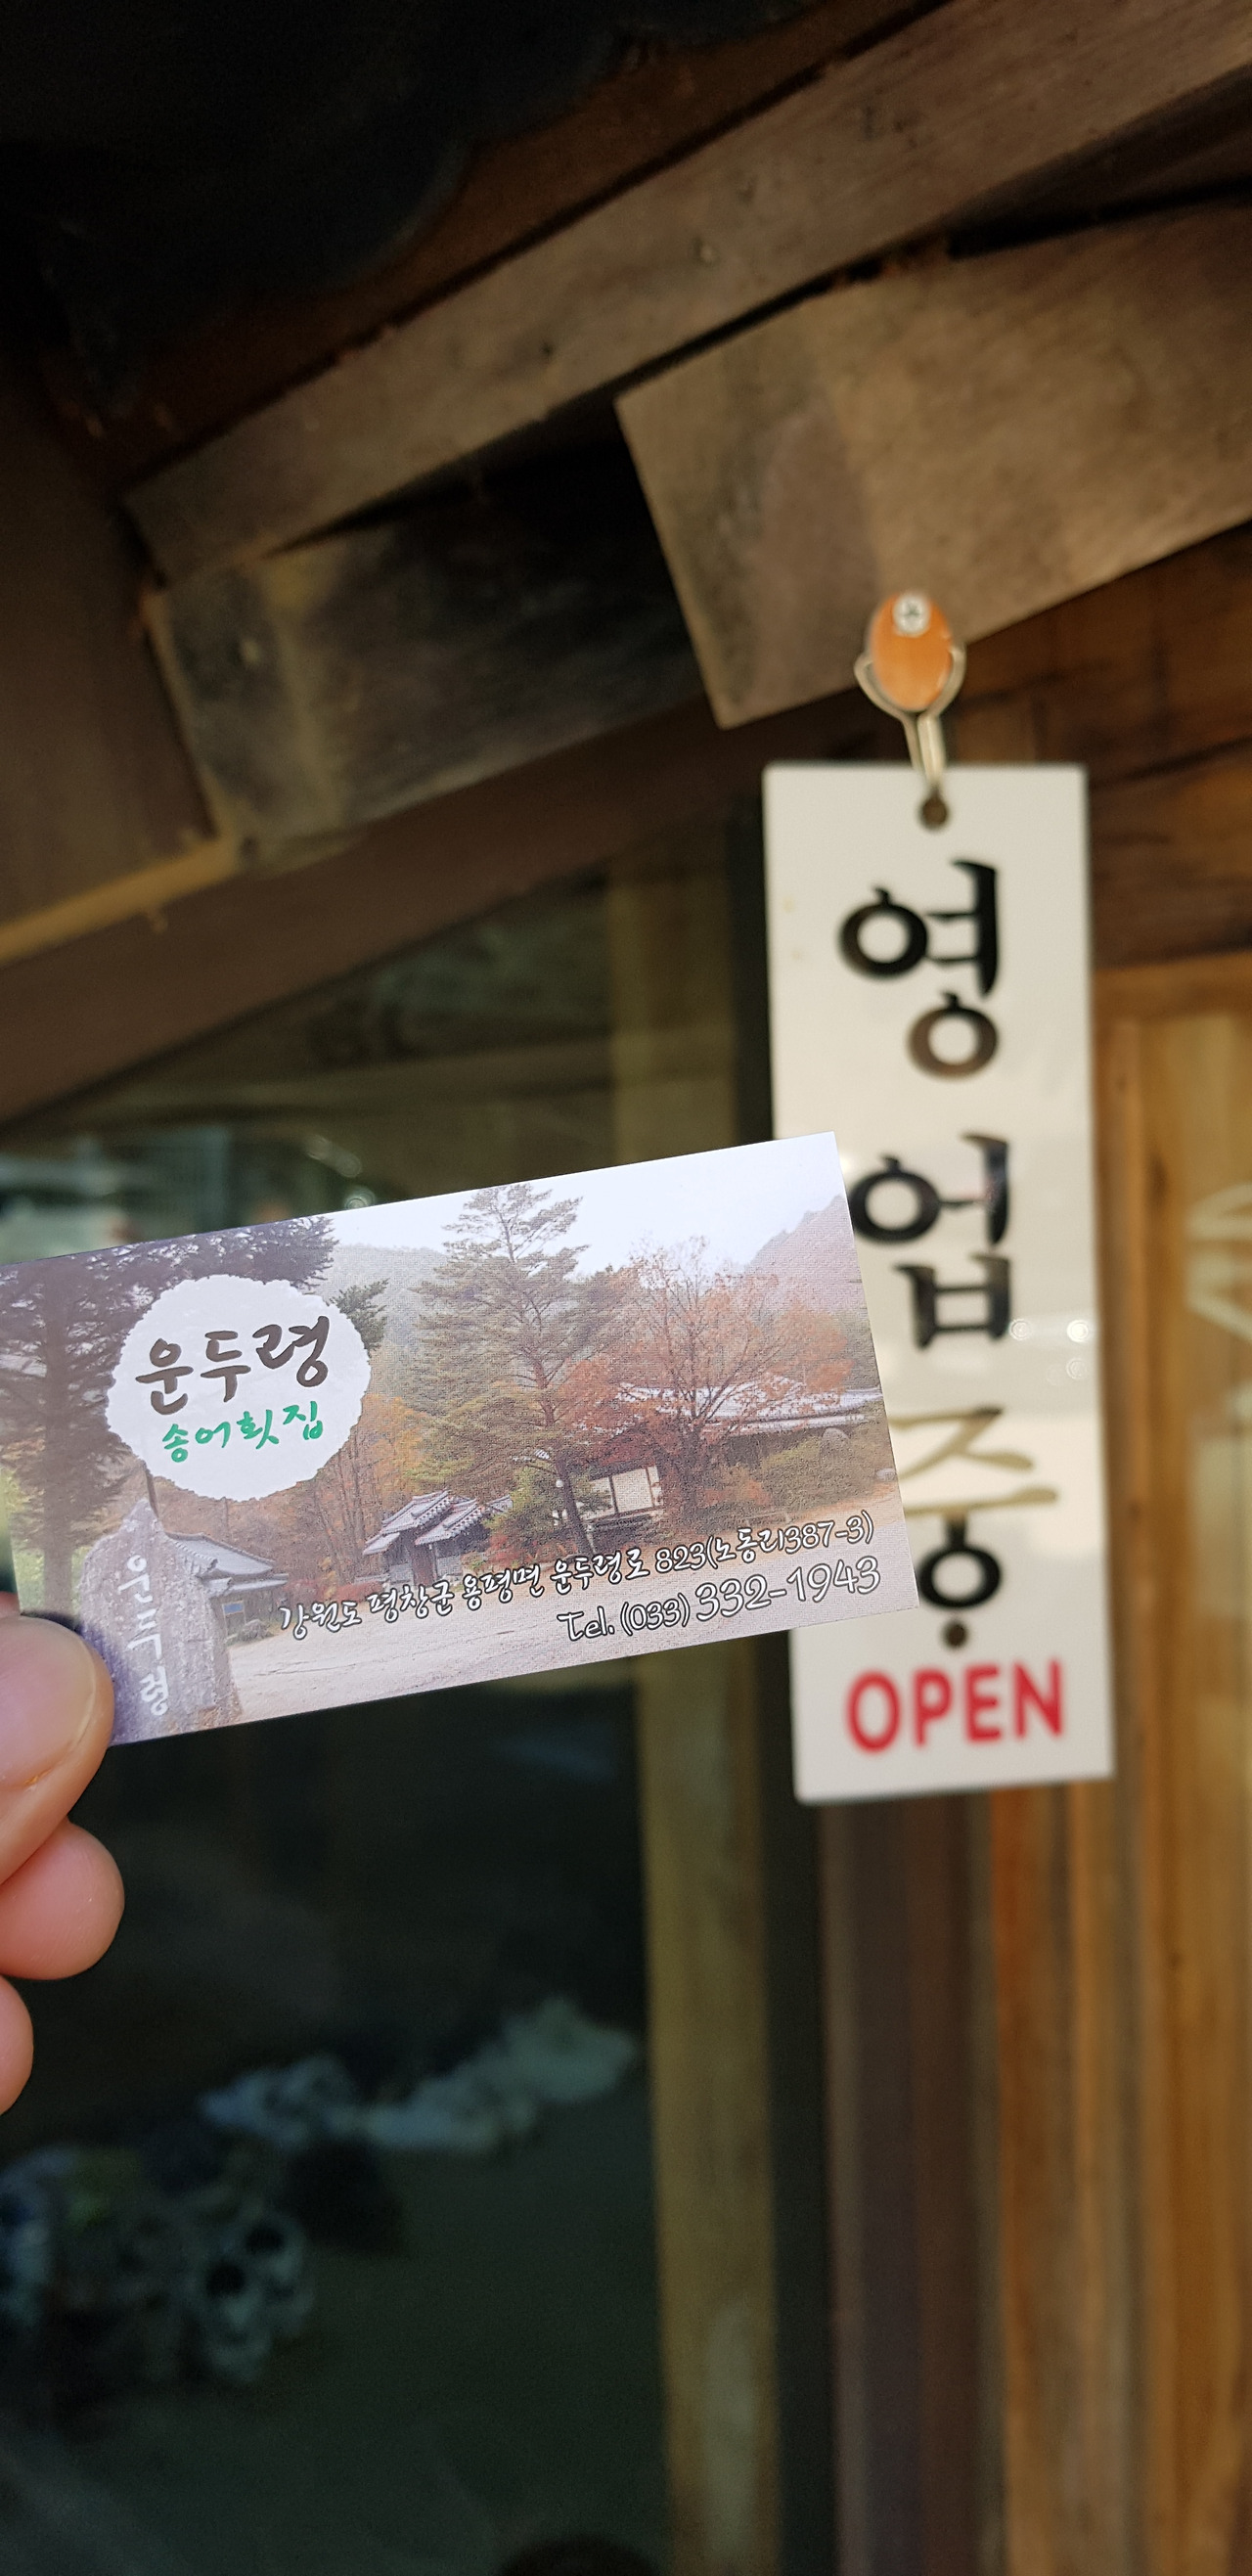 운두령
송어횟집
운두령
강원도 평창군 용평면 운두령로 823(노동리387-3)
Tel. (033) 332-1943
영업중
OPEN